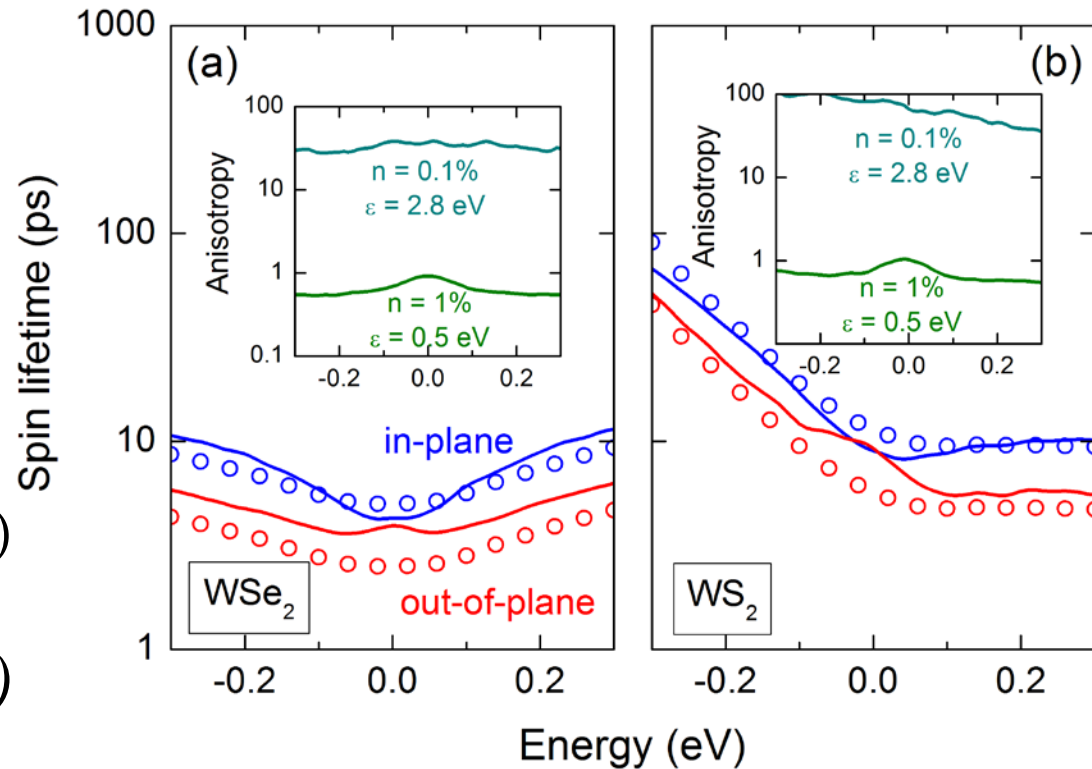 1000
100
10
1
Spin lifetime (ps)
(a)
100
10
1
0.1
Anisotropy
n = 0.1%
ε = 2.8 eV
n = 1%
ε = 0.5 eV
-0.2 0.0 0.2
in-plane
out-of-plane
WSe₂
-0.2 0.0 0.2
(b)
100
10
1
Anisotropy
n = 0.1%
ε = 2.8 eV
n = 1%
ε = 0.5 eV
-0.2 0.0 0.2
WS₂
-0.2 0.0 0.2
Energy (eV)
)
)